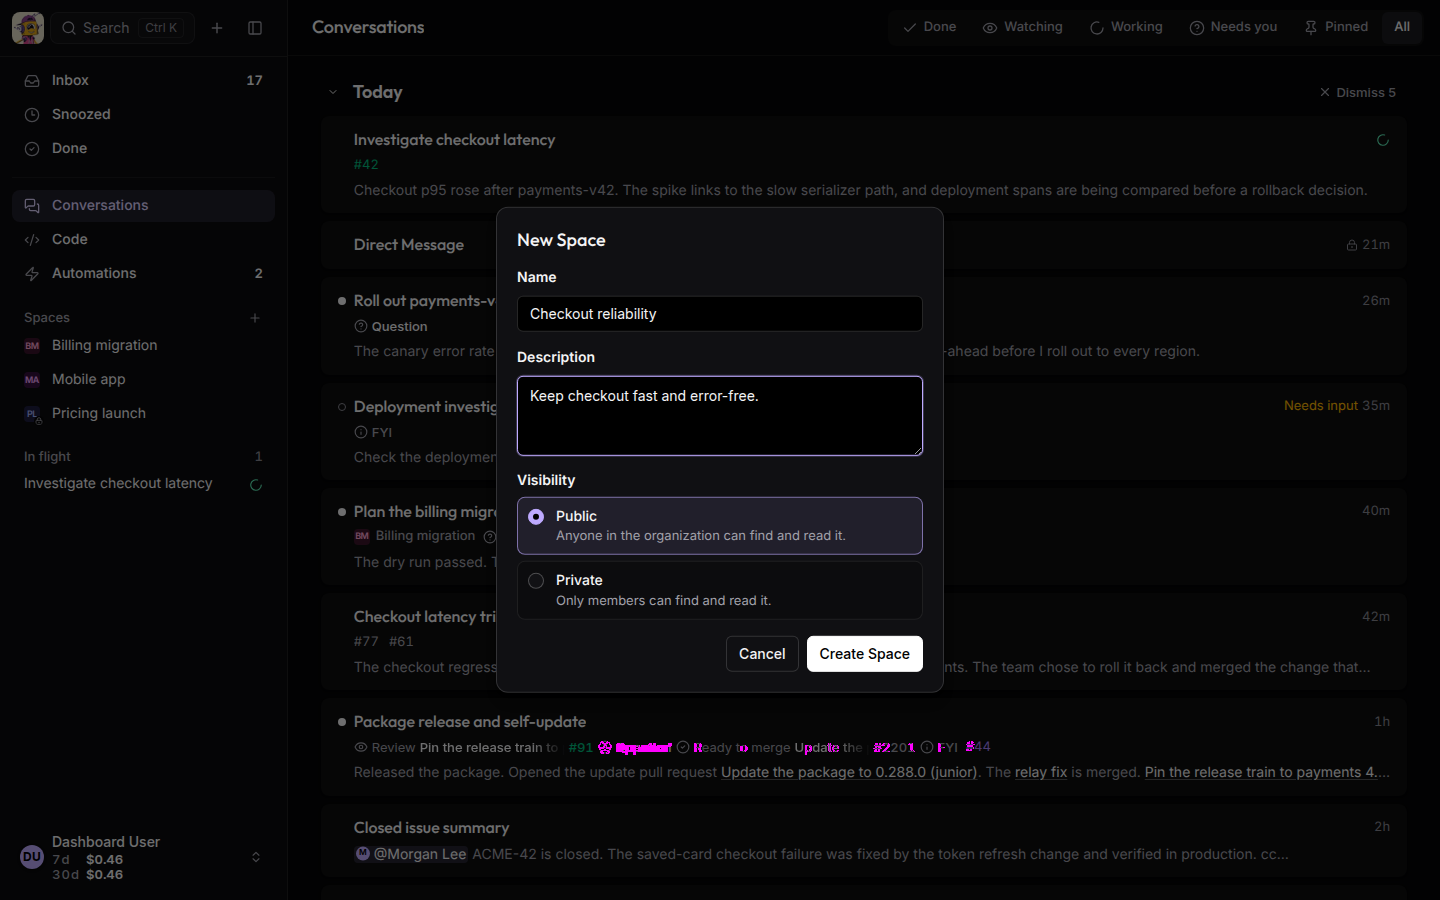 Search Ctrl K
Conversations
Done Watching Working Needs you Pinned All
Inbox 17
Snoozed
Done
Conversations
Code
Automations 2
Spaces
BM Billing migration
MA Mobile app
PL Pricing launch
In flight 1
Investigate checkout latency
Dashboard User
DU
7d $0.46
30d $0.46
Today Dismiss 5
Investigate checkout latency
#42
Checkout p95 rose after payments-v42. The spike links to the slow serializer path, and deployment spans are being compared before a rollback decision.
Direct Message 21m
Roll out payments-v 26m
Question
The canary error rate -ahead before I roll out to every region.
Deployment investig Needs input 35m
FYI
Check the deploymen
Plan the billing migr 40m
BM Billing migration
The dry run passed.
Checkout latency tri 42m
#77 #61
The checkout regress nts. The team chose to roll it back and merged the change that...
Package release and self-update 1h
Review Pin the release train to #91 Ready to merge Update the FYI
Released the package. Opened the update pull request Update the package to 0.288.0 (junior). The relay fix is merged. Pin the release train to payments 4....
Closed issue summary 2h
M @Morgan Lee ACME-42 is closed. The saved-card checkout failure was fixed by the token refresh change and verified in production. cc...
New Space
Name
Checkout reliability
Description
Keep checkout fast and error-free.
Visibility
Public
Anyone in the organization can find and read it.
Private
Only members can find and read it.
Cancel Create Space